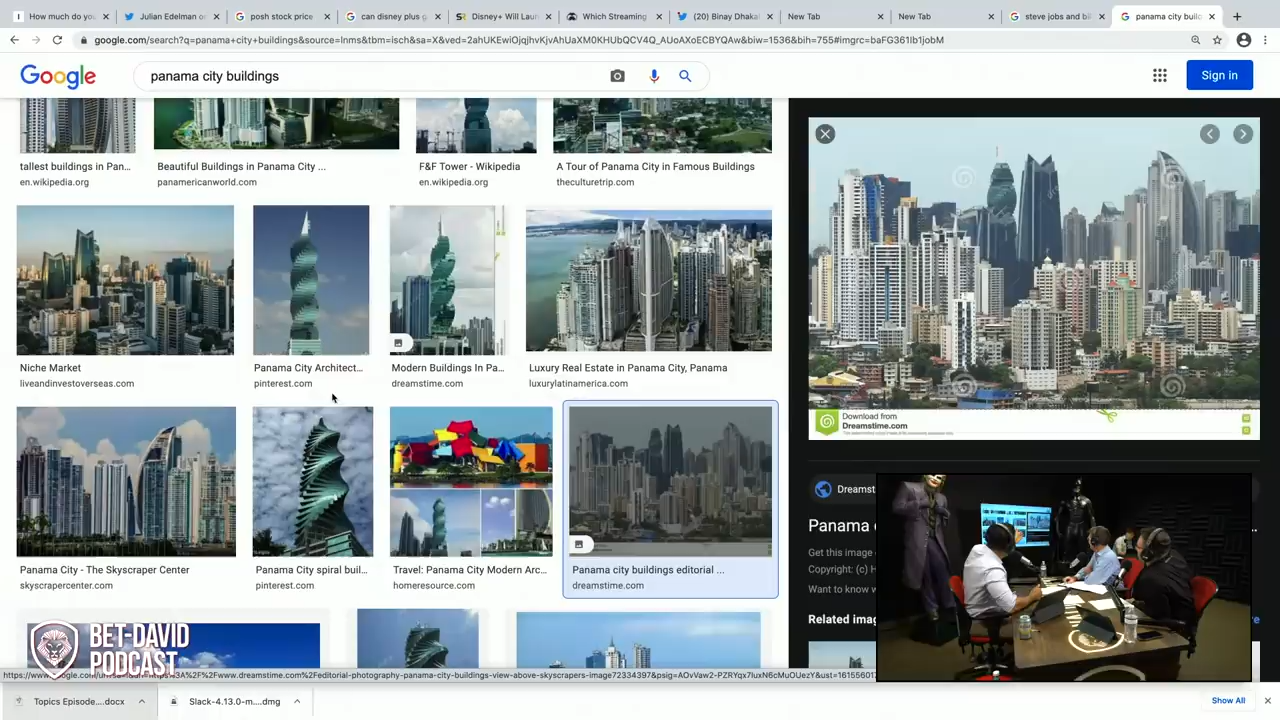 How much do you
Julian Edelman or
posh stock price
can disney plus g
Disney+ Will Laun
Which Streaming
(20) Binay Dhakal
New Tab
New Tab
steve jobs and bi
panama city build
google.com/search?q=panama+city+buildings&source=lnms&tbm=isch&sa=X&ved=2ahUKEwiOjqjhvKjvAhUaXM0KHUbQCV4Q_AUoAXoECBYQAw&biw=1536&bih=755#imgrc=baFG361Ib1jobM
Google
panama city buildings
Sign in
tallest buildings in Pan...
en.wikipedia.org
Beautiful Buildings in Panama City ...
panamericanworld.com
F&F Tower - Wikipedia
en.wikipedia.org
A Tour of Panama City in Famous Buildings
theculturetrip.com
Niche Market
liveandinvestoverseas.com
Panama City Architect...
pinterest.com
Modern Buildings In Pa...
dreamstime.com
Luxury Real Estate in Panama City, Panama
luxurylatinamerica.com
Panama City - The Skyscraper Center
skyscrapercenter.com
Panama City spiral buil...
pinterest.com
Travel: Panama City Modern Arc...
homeresource.com
Panama city buildings editorial ...
dreamstime.com
Download from
Dreamstime.com
Dreamst
Panama c
Get this image
Copyright: (c) H
Want to know
Related imag
BET-DAVID
PODCAST
Topics Episode....docx
Slack-4.13.0-m....dmg
Show All